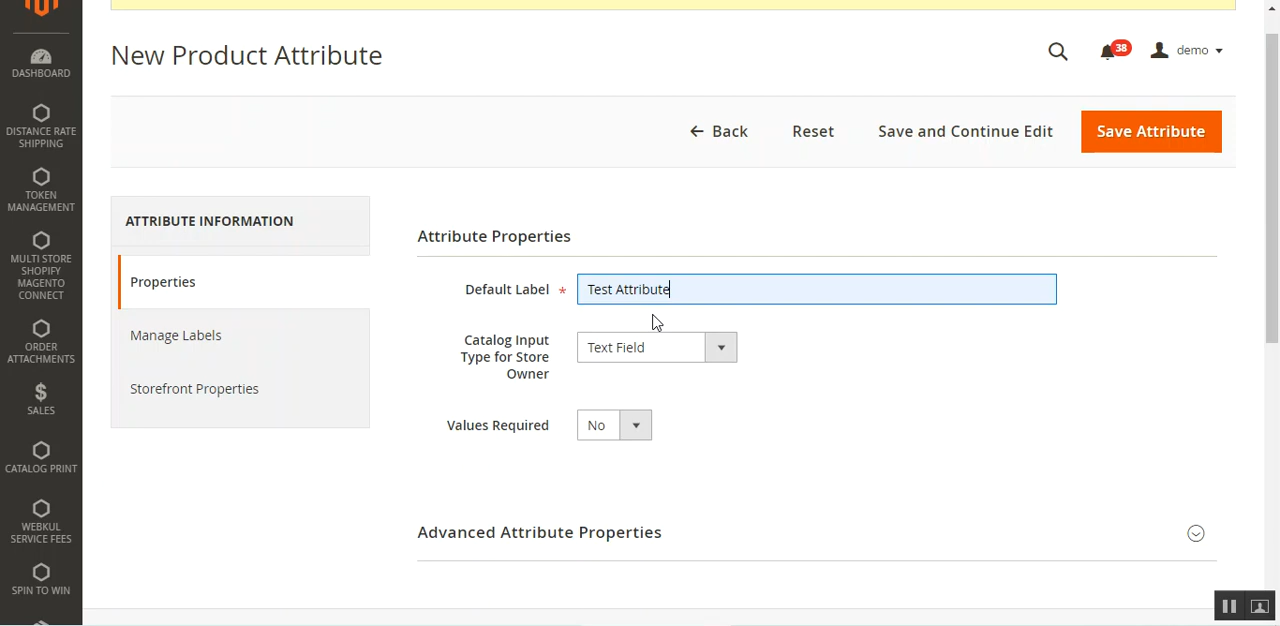 New Product Attribute
38
demo
DASHBOARD
DISTANCE RATE
SHIPPING
TOKEN
MANAGEMENT
MULTI STORE
SHOPIFY
MAGENTO
CONNECT
ORDER
ATTACHMENTS
$
SALES
CATALOG PRINT
WEBKUL
SERVICE FEES
SPIN TO WIN
← Back
Reset
Save and Continue Edit
Save Attribute
ATTRIBUTE INFORMATION
Properties
Manage Labels
Storefront Properties
Attribute Properties
Default Label *
Test Attribute
Catalog Input
Type for Store
Owner
Text Field
Values Required
No
Advanced Attribute Properties